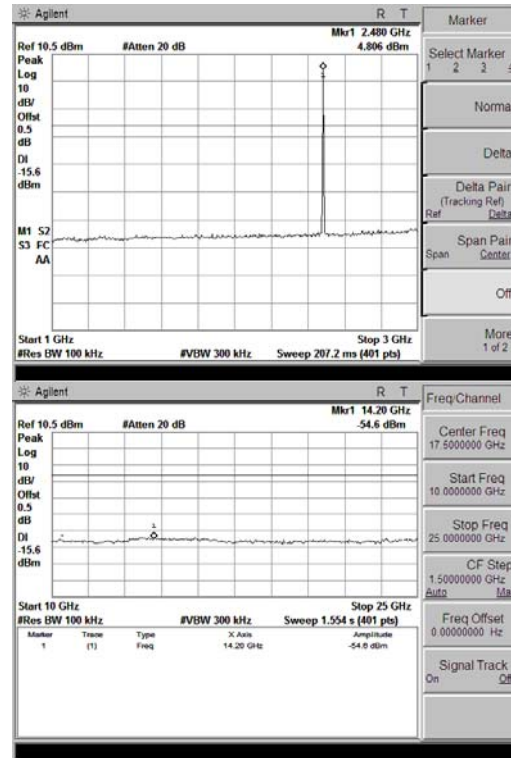 Agilent R T
Mkr1 2.480 GHz
Ref 10.5 dBm #Atten 20 dB 4.806 dBm
Peak
Log
10
dB/
Offst
0.5
dB
DI
-15.6
dBm
M1 S2
S3 FC
AA
1
Start 1 GHz Stop 3 GHz
#Res BW 100 kHz #VBW 300 kHz Sweep 207.2 ms (401 pts)
Marker
Select Marker
1 2 3 4
Norma
Delta
Delta Pair
(Tracking Ref)
Ref Delta
Span Pair
Span Center
Off
More
1 of 2
Agilent R T
Mkr1 14.20 GHz
Ref 10.5 dBm #Atten 20 dB -54.6 dBm
Peak
Log
10
dB/
Offst
0.5
dB
DI
-15.6
dBm
1
Start 10 GHz Stop 25 GHz
#Res BW 100 kHz #VBW 300 kHz Sweep 1.554 s (401 pts)
Marker Trace Type X Axis Amplitude
1 (1) Freq 14.20 GHz -54.6 dBm
Freq/Channel
Center Freq
17.5000000 GHz
Start Freq
10.0000000 GHz
Stop Freq
25.0000000 GHz
CF Step
1.50000000 GHz
Auto Ma
Freq Offset
0.00000000 Hz
Signal Track
On Off